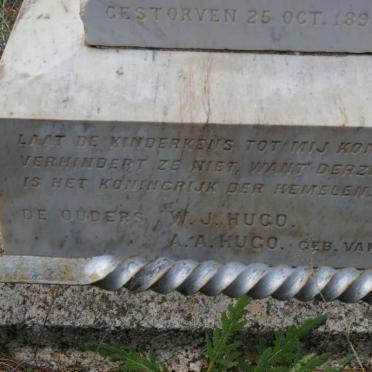 GESTORVEN 25 OCT. 189
LAAT DE KINDERKENS TOT MIJ KOM
VERHINDERT ZE NIET, WANT DERZ
IS HET KONINGRIJK DER HEMELEN.
DE OUDERS W. J. HUGO.
A. A. HUGO. GEB. VAN